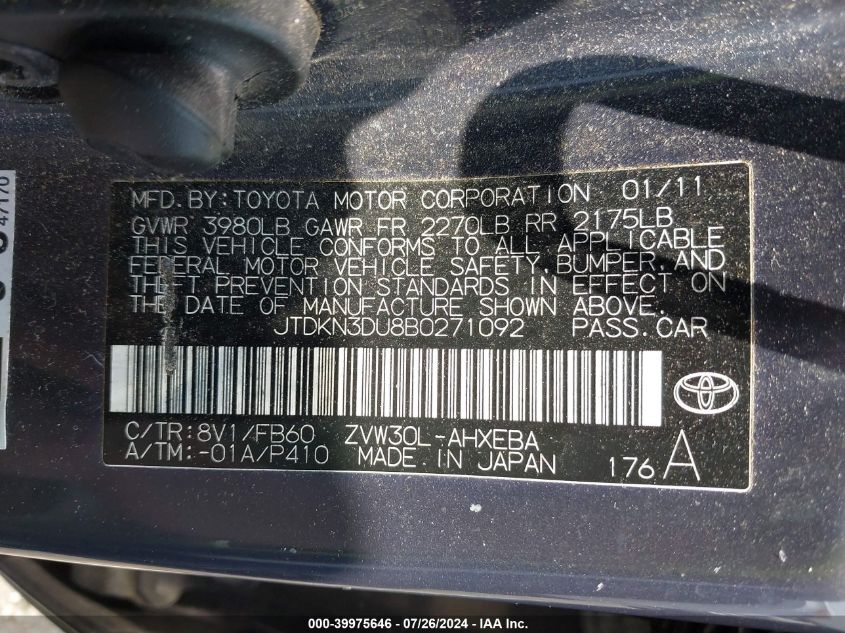 MFD.BY:TOYOTA MOTOR CORPORATION 01/11
GVWR 3980LB GAWR FR 2270LB RR 2175LB
THIS VEHICLE CONFORMS TO ALL APPLICABLE
FEDERAL MOTOR VEHICLE SAFETY,BUMPER,AND
THEFT PREVENTION STANDARDS IN EFFECT ON
THE DATE OF MANUFACTURE SHOWN ABOVE.
JTDKN3DU8B0271092 PASS.CAR
C/TR:8V1/FB60 ZVW30L-AHXEBA
A/TM:-01A/P410 MADE IN JAPAN 176 A
47170
000-39975646 / 07/26/2024 / IAA Inc.